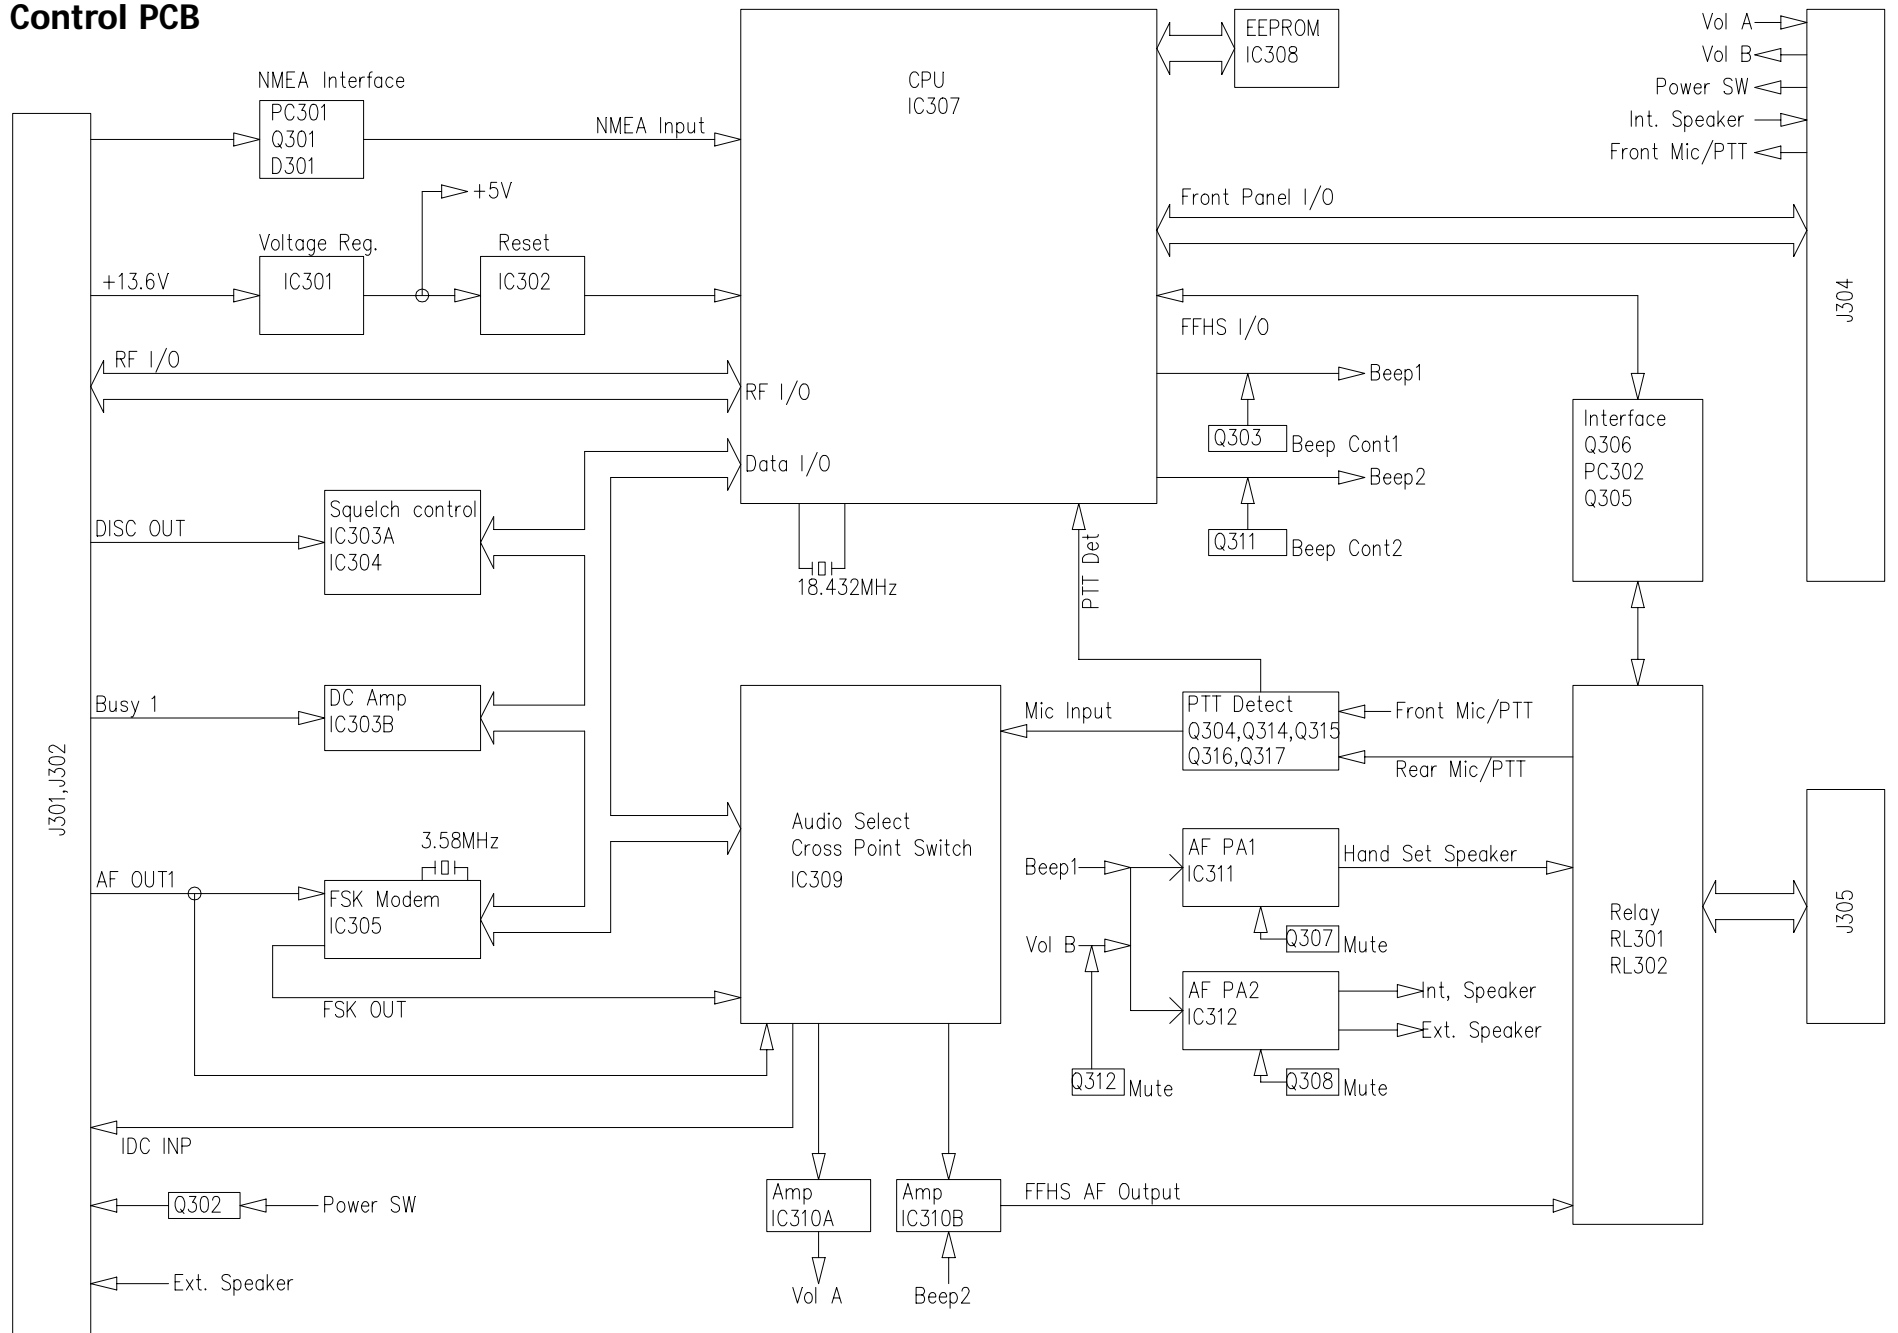 Control PCB
NMEA Interface
PC301
Q301
D301
NMEA Input
CPU
IC307
EEPROM
IC308
Vol A
Vol B
Power SW
Int. Speaker
Front Mic/PTT
+5V
Front Panel I/O
Voltage Reg.
IC301
Reset
IC302
+13.6V
J304
FFHS I/O
RF I/O
RF I/O
Beep1
Q303
Beep Cont1
Data I/O
Beep2
Q311
Beep Cont2
Interface
Q306
PC302
Q305
DISC OUT
Squelch control
IC303A
IC304
18.432MHz
PTT Det
Busy 1
DC Amp
IC303B
J301,J302
Mic Input
PTT Detect
Q304,Q314,Q315
Q316,Q317
Front Mic/PTT
Rear Mic/PTT
Audio Select
Cross Point Switch
IC309
3.58MHz
AF OUT1
FSK Modem
IC305
FSK OUT
Beep1
AF PA1
IC311
Hand Set Speaker
Q307
Mute
Vol B
AF PA2
IC312
Int, Speaker
Ext. Speaker
Q312
Mute
Q308
Mute
Relay
RL301
RL302
J305
IDC INP
Q302
Power SW
Amp
IC310A
Amp
IC310B
FFHS AF Output
Ext. Speaker
Vol A
Beep2